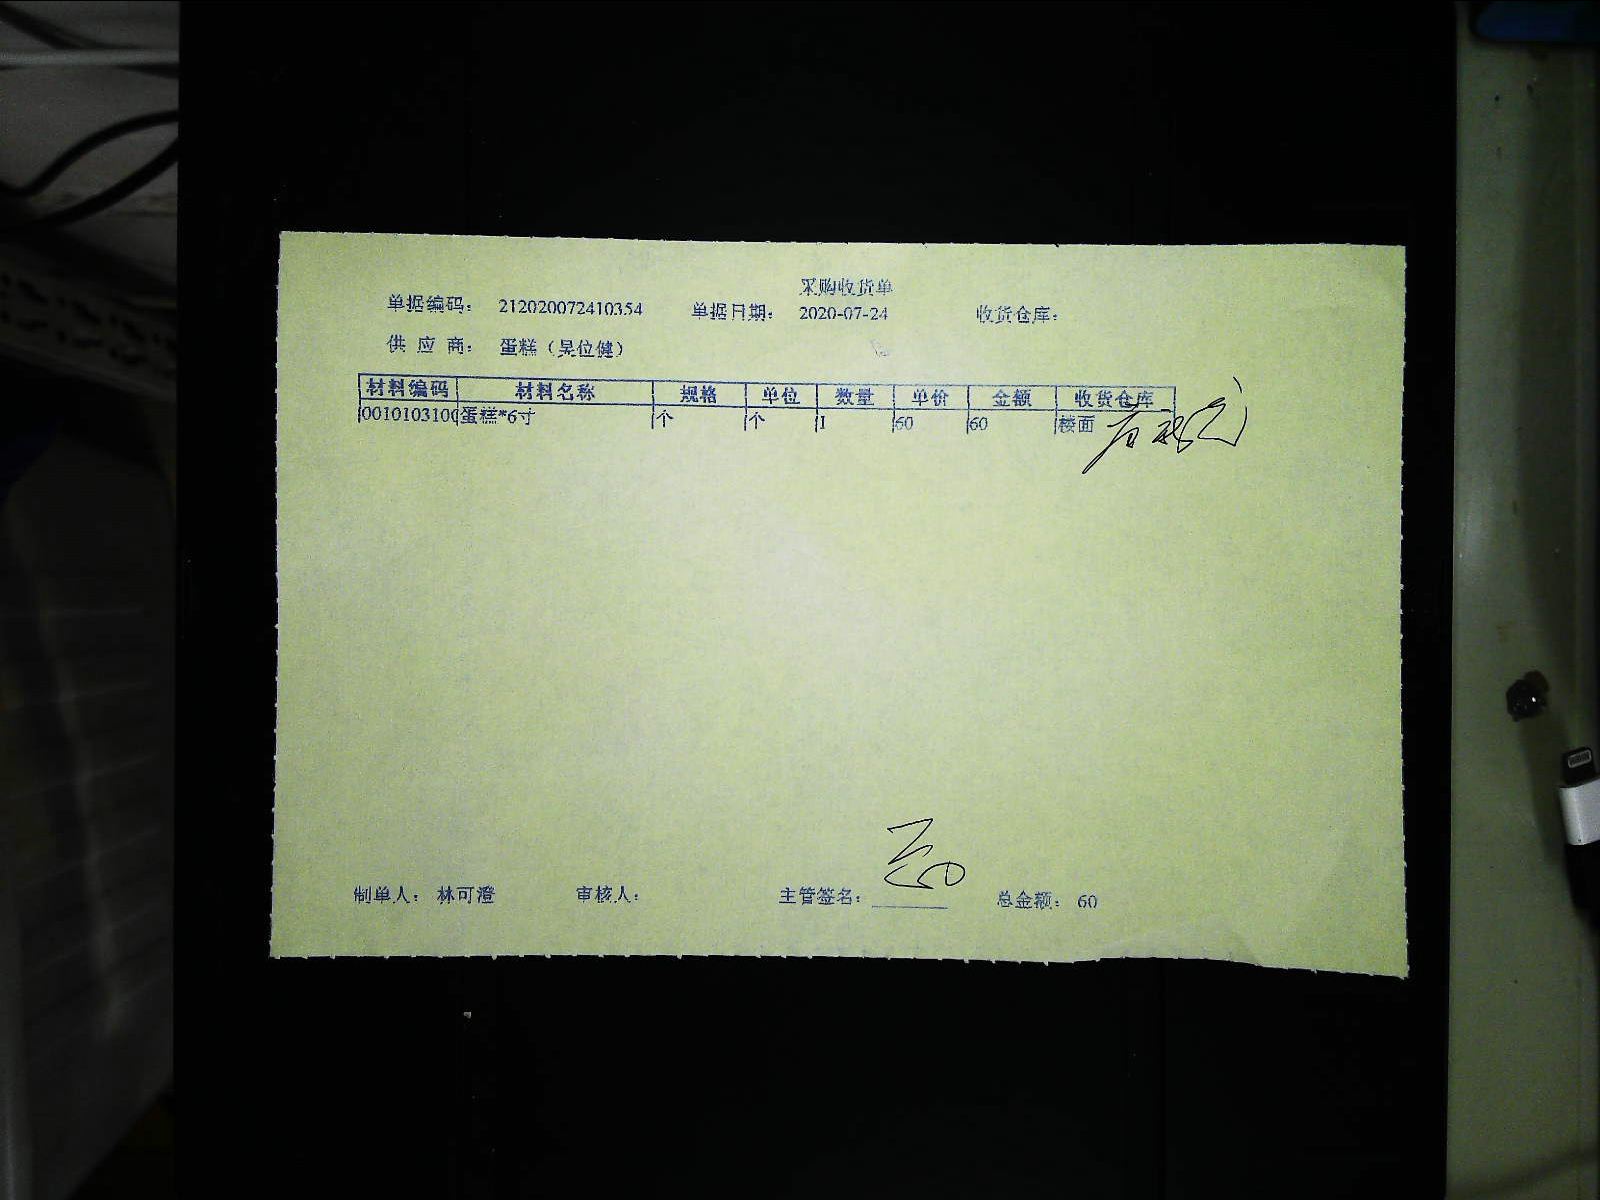 采购收货单
单据编码： 212020072410354 单据日期： 2020-07-24 收货仓库：
供 应 商： 蛋糕（吴位健）
材料编码 材料名称 规格 单位 数量 单价 金额 收货仓库
0010103100 蛋糕*6寸 个 个 1 60 60 楼面
制单人： 林可澄 审核人： 主管签名： 总金额： 60